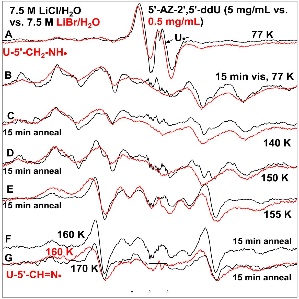 7.5 M LiCl/H₂O 5'-AZ-2',5'-ddU (5 mg/mL vs.
vs. 7.5 M LiBr/H₂O 0.5 mg/mL)
A U 77 K
U-5'-CH₂-NH•
B 15 min vis, 77 K
C
15 min anneal 140 K
D
15 min anneal 150 K
E
15 min anneal 155 K
F 160 K 15 min anneal
G 160 K
170 K 15 min anneal
U-5'-CH=N•